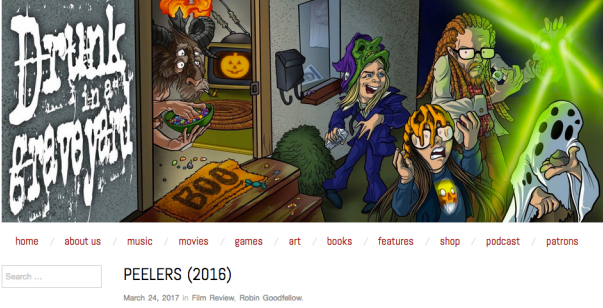 Drunk
in a
graveyard
BOO
home / about us / music / movies / games / art / books / features / shop / podcast / patrons
Search ...
PEELERS (2016)
March 24, 2017 in Film Review, Robin Goodfellow.